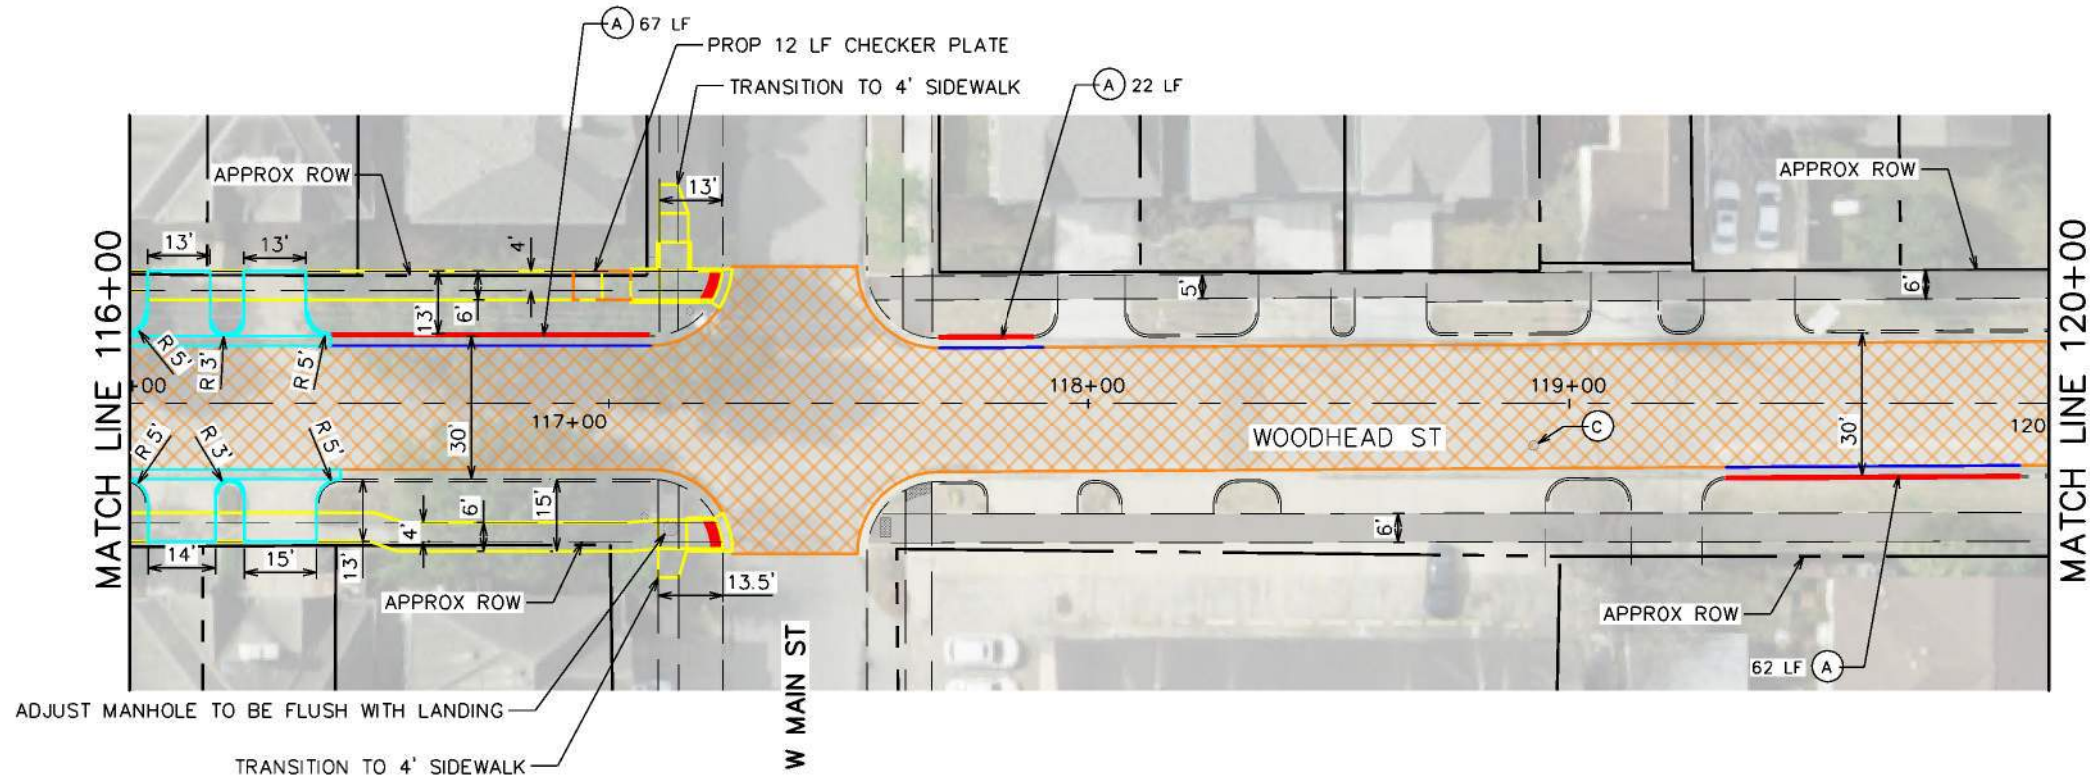 A 67 LF
PROP 12 LF CHECKER PLATE
TRANSITION TO 4' SIDEWALK
A 22 LF
APPROX ROW
APPROX ROW
13'
13'
13'
4'
13'
6'
5'
6'
MATCH LINE 116+00
MATCH LINE 120+00
R 5'
R 3'
R 5'
+00
117+00
118+00
119+00
120
30'
30'
WOODHEAD ST
C
R 5'
R 3'
R 5'
4'
6'
15'
6'
14'
15'
13'
13.5'
APPROX ROW
APPROX ROW
62 LF A
W MAIN ST
ADJUST MANHOLE TO BE FLUSH WITH LANDING
TRANSITION TO 4' SIDEWALK